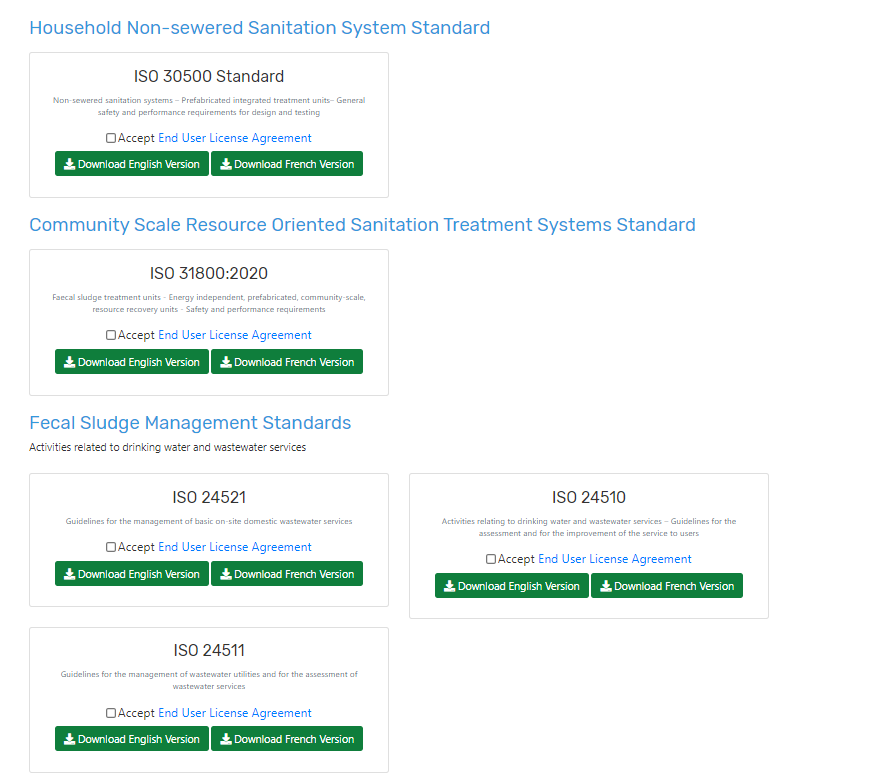 Household Non-sewered Sanitation System Standard
ISO 30500 Standard
Non-sewered sanitation systems – Prefabricated integrated treatment units– General
safety and performance requirements for design and testing
Accept End User License Agreement
Download English Version Download French Version
Community Scale Resource Oriented Sanitation Treatment Systems Standard
ISO 31800:2020
Faecal sludge treatment units - Energy independent, prefabricated, community-scale,
resource recovery units - Safety and performance requirements
Accept End User License Agreement
Download English Version Download French Version
Fecal Sludge Management Standards
Activities related to drinking water and wastewater services
ISO 24521
Guidelines for the management of basic on-site domestic wastewater services
Accept End User License Agreement
Download English Version Download French Version
ISO 24510
Activities relating to drinking water and wastewater services – Guidelines for the
assessment and for the improvement of the service to users
Accept End User License Agreement
Download English Version Download French Version
ISO 24511
Guidelines for the management of wastewater utilities and for the assessment of
wastewater services
Accept End User License Agreement
Download English Version Download French Version